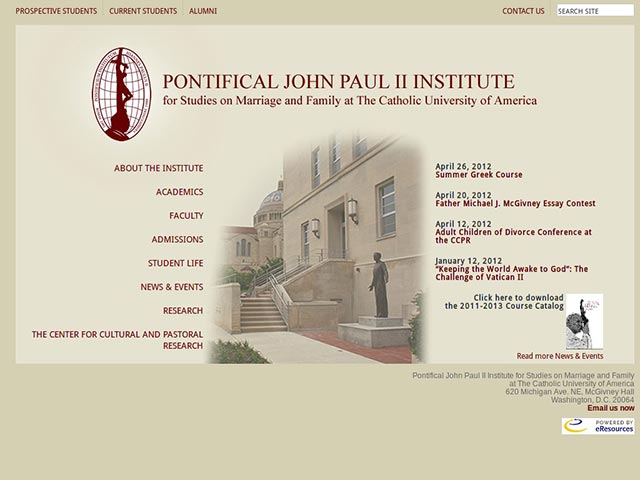 PROSPECTIVE STUDENTS
CURRENT STUDENTS
ALUMNI
CONTACT US
SEARCH SITE
PONTIFICAL JOHN PAUL II INSTITUTE
for Studies on Marriage and Family at The Catholic University of America
ABOUT THE INSTITUTE
ACADEMICS
FACULTY
ADMISSIONS
STUDENT LIFE
NEWS & EVENTS
RESEARCH
THE CENTER FOR CULTURAL AND PASTORAL
RESEARCH
April 26, 2012
Summer Greek Course
April 20, 2012
Father Michael J. McGivney Essay Contest
April 12, 2012
Adult Children of Divorce Conference at
the CCPR
January 12, 2012
“Keeping the World Awake to God”: The
Challenge of Vatican II
Click here to download
the 2011-2013 Course Catalog
Read more News & Events
Pontifical John Paul II Institute for Studies on Marriage and Family
at The Catholic University of America
620 Michigan Ave. NE, McGivney Hall
Washington, D.C. 20064
Email us now
POWERED BY
eResources